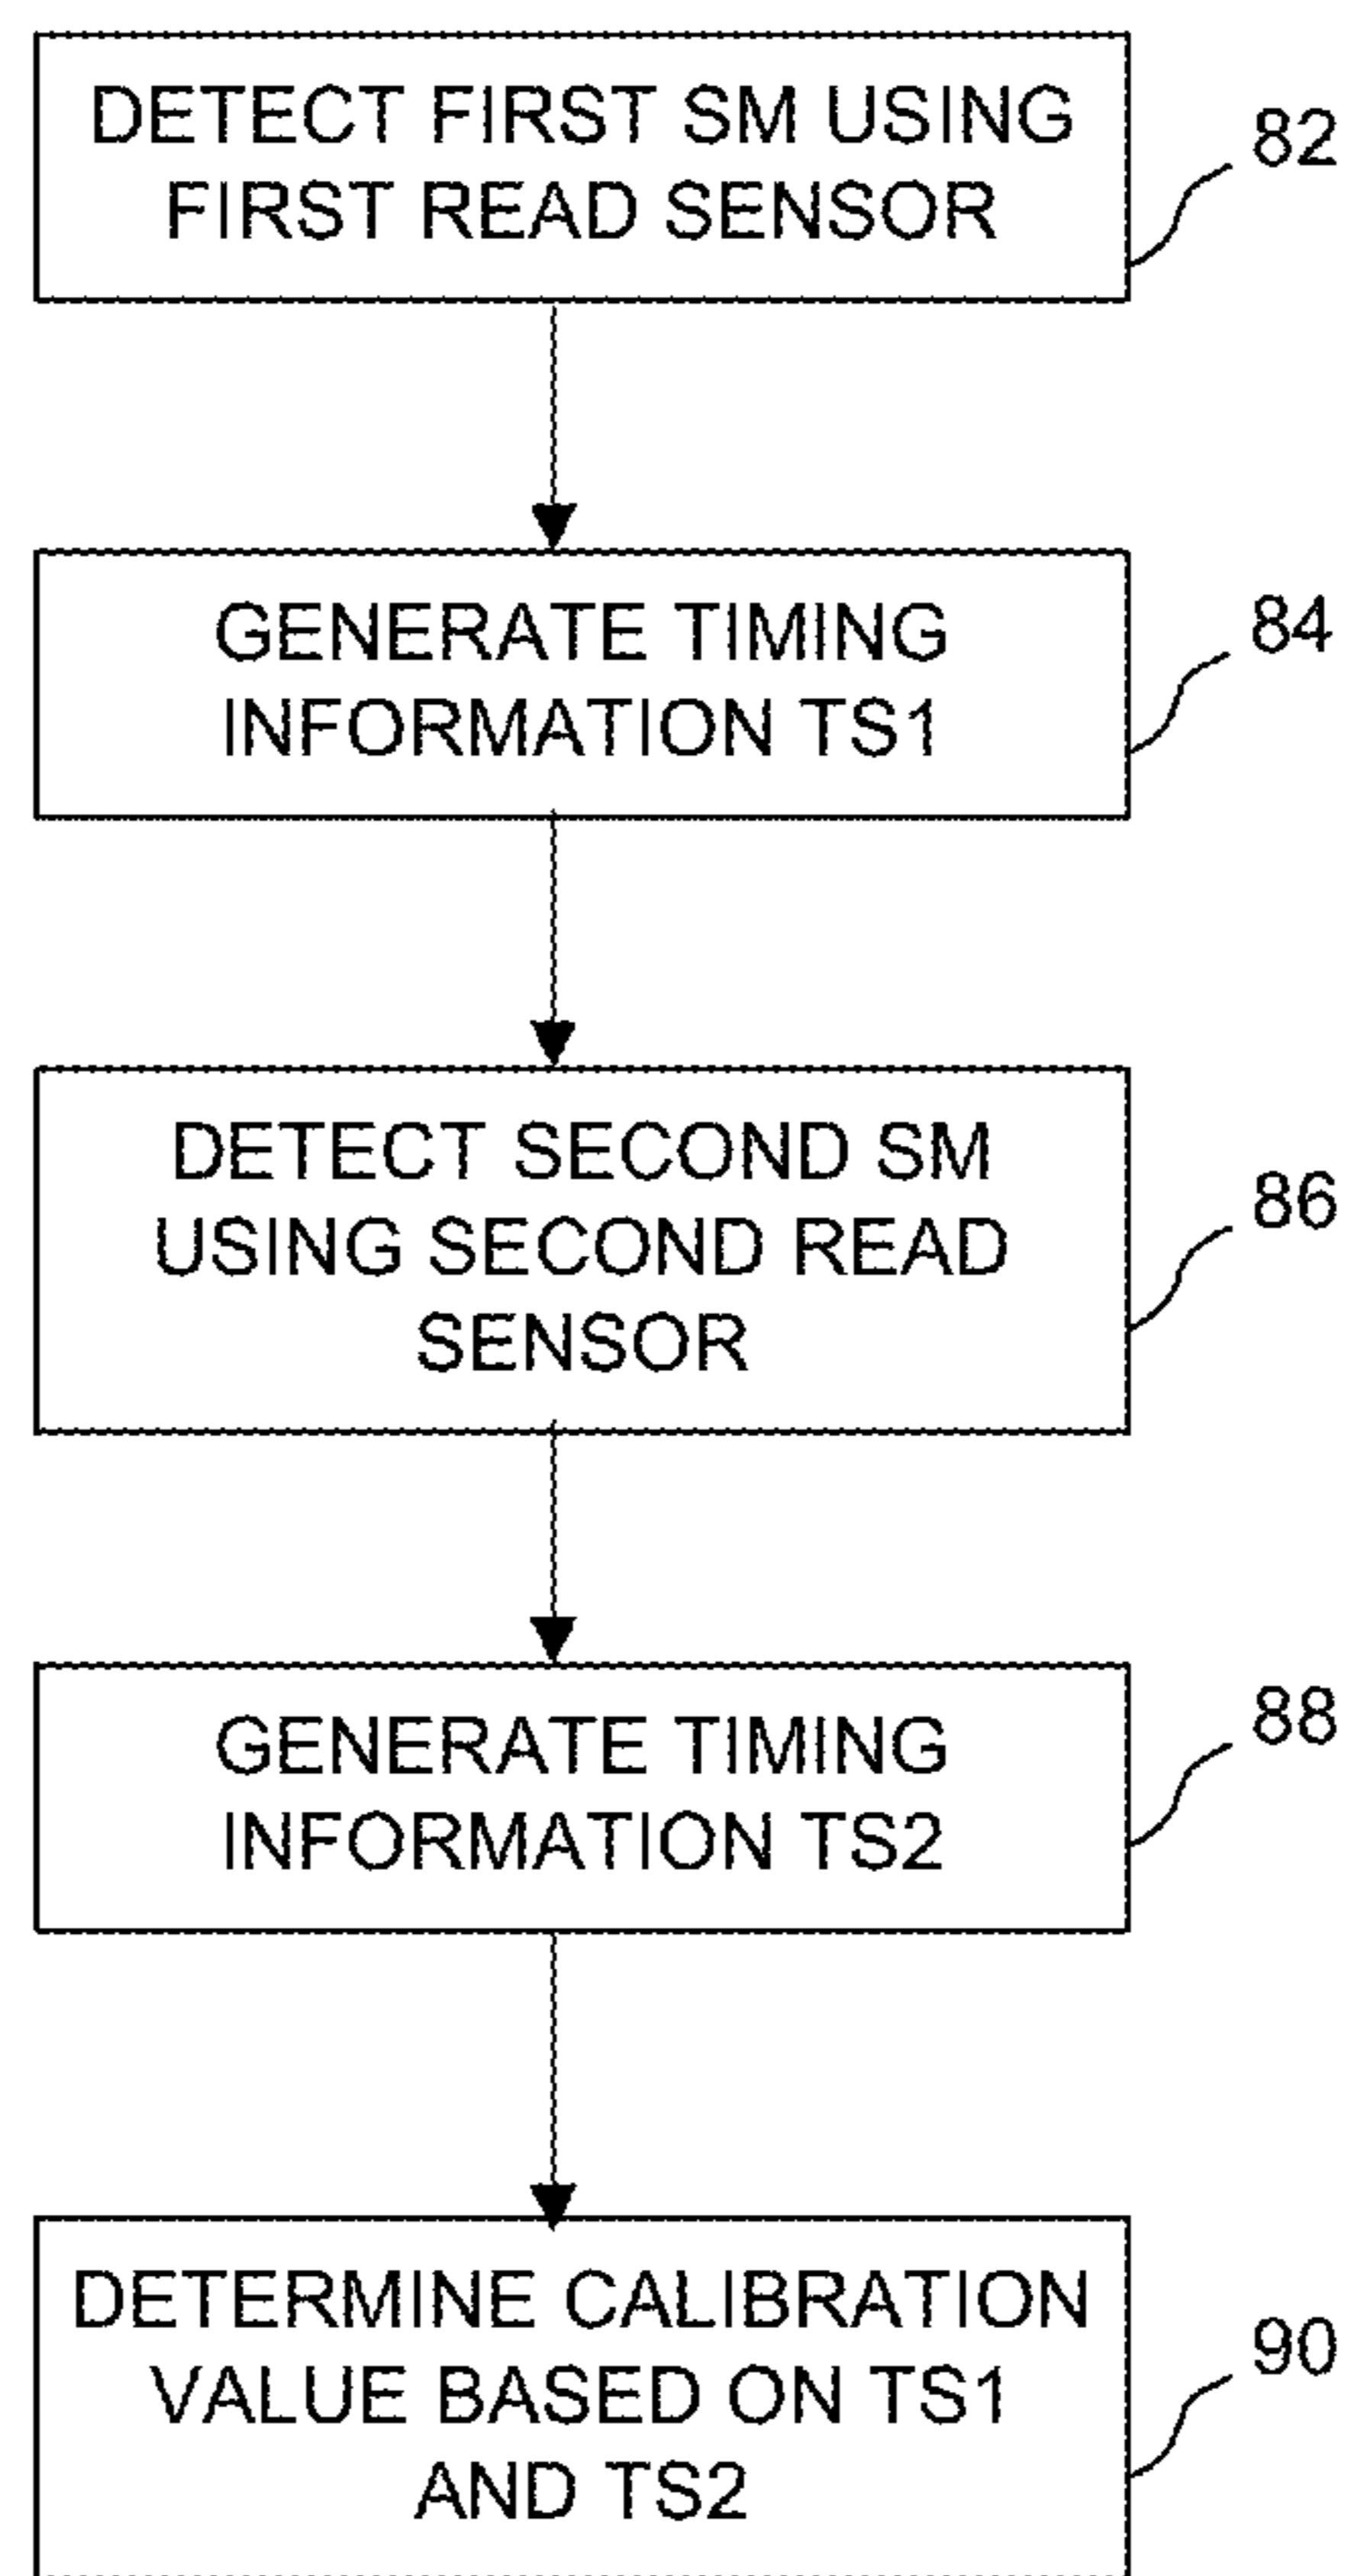 DETECT FIRST SM USING
FIRST READ SENSOR
82
GENERATE TIMING
INFORMATION TS1
84
DETECT SECOND SM
USING SECOND READ
SENSOR
86
GENERATE TIMING
INFORMATION TS2
88
DETERMINE CALIBRATION
VALUE BASED ON TS1
AND TS2
90